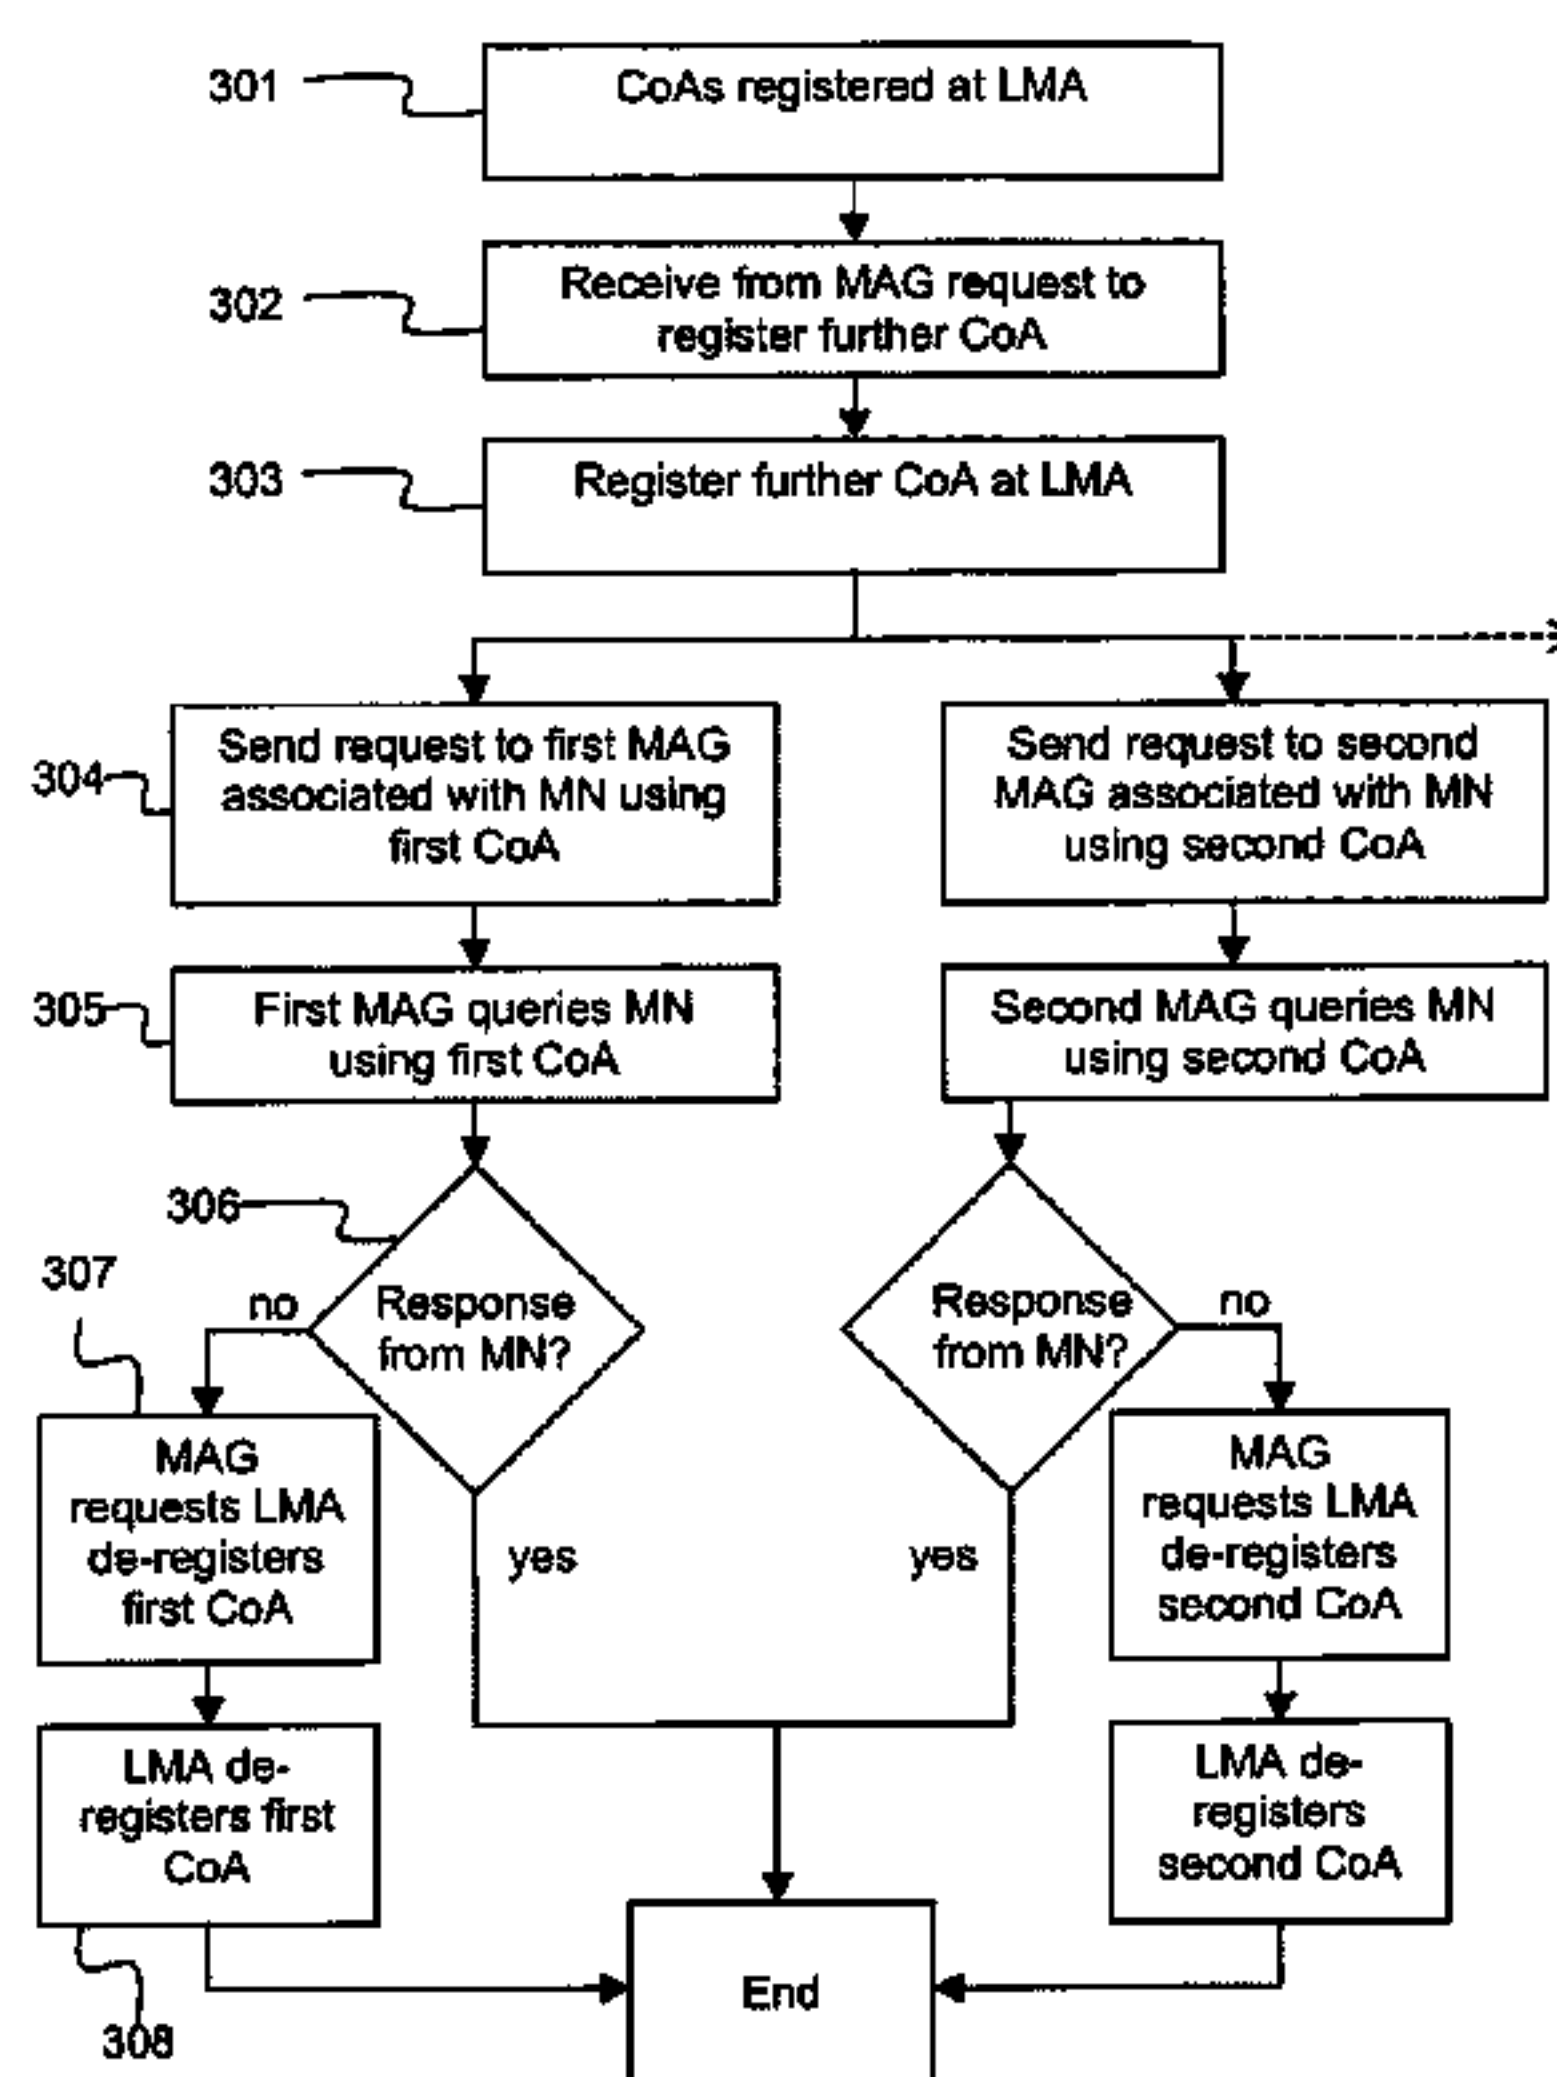 301
CoAs registered at LMA
302
Receive from MAG request to
register further CoA
303
Register further CoA at LMA
304
Send request to first MAG
associated with MN using
first CoA
Send request to second
MAG associated with MN
using second CoA
305
First MAG queries MN
using first CoA
Second MAG queries MN
using second CoA
306
Response
from MN?
Response
from MN?
307
no
no
yes
yes
MAG
requests LMA
de-registers
first CoA
MAG
requests LMA
de-registers
second CoA
LMA de-
registers first
CoA
LMA de-
registers
second CoA
308
End